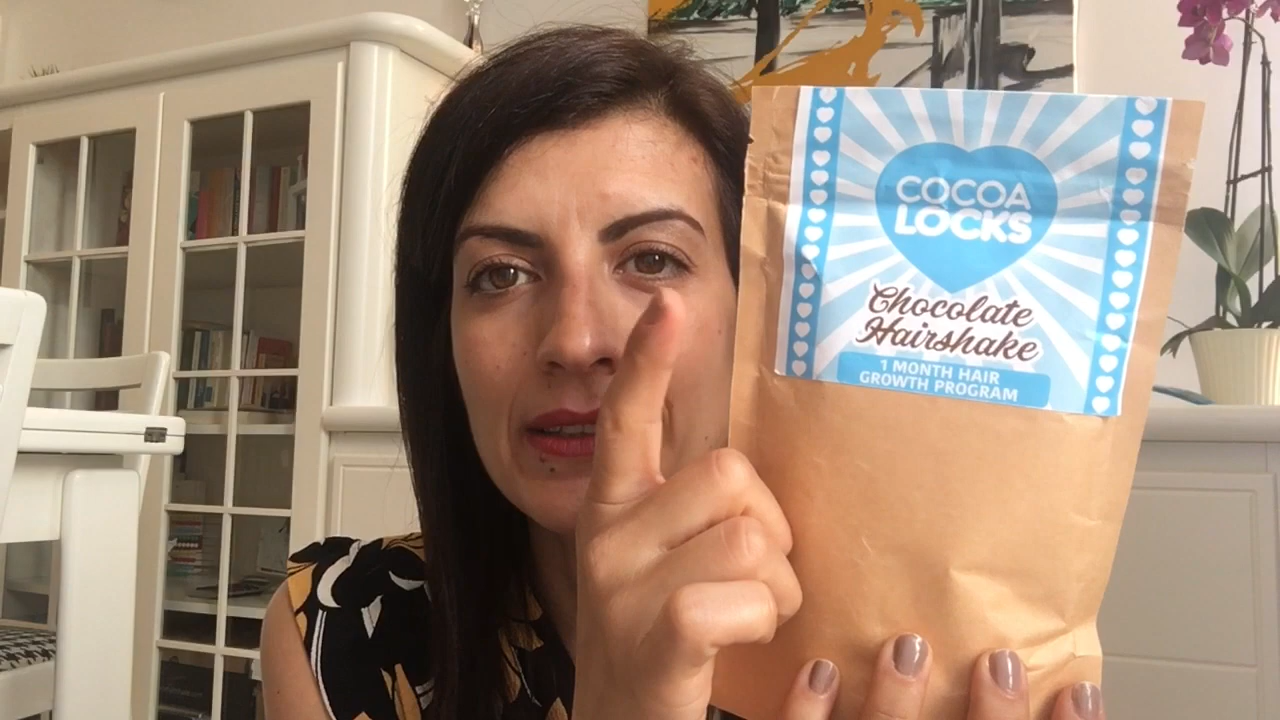 COCOA
LOCKS
Chocolate
Hairshake
1 MONTH HAIR
GROWTH PROGRAM